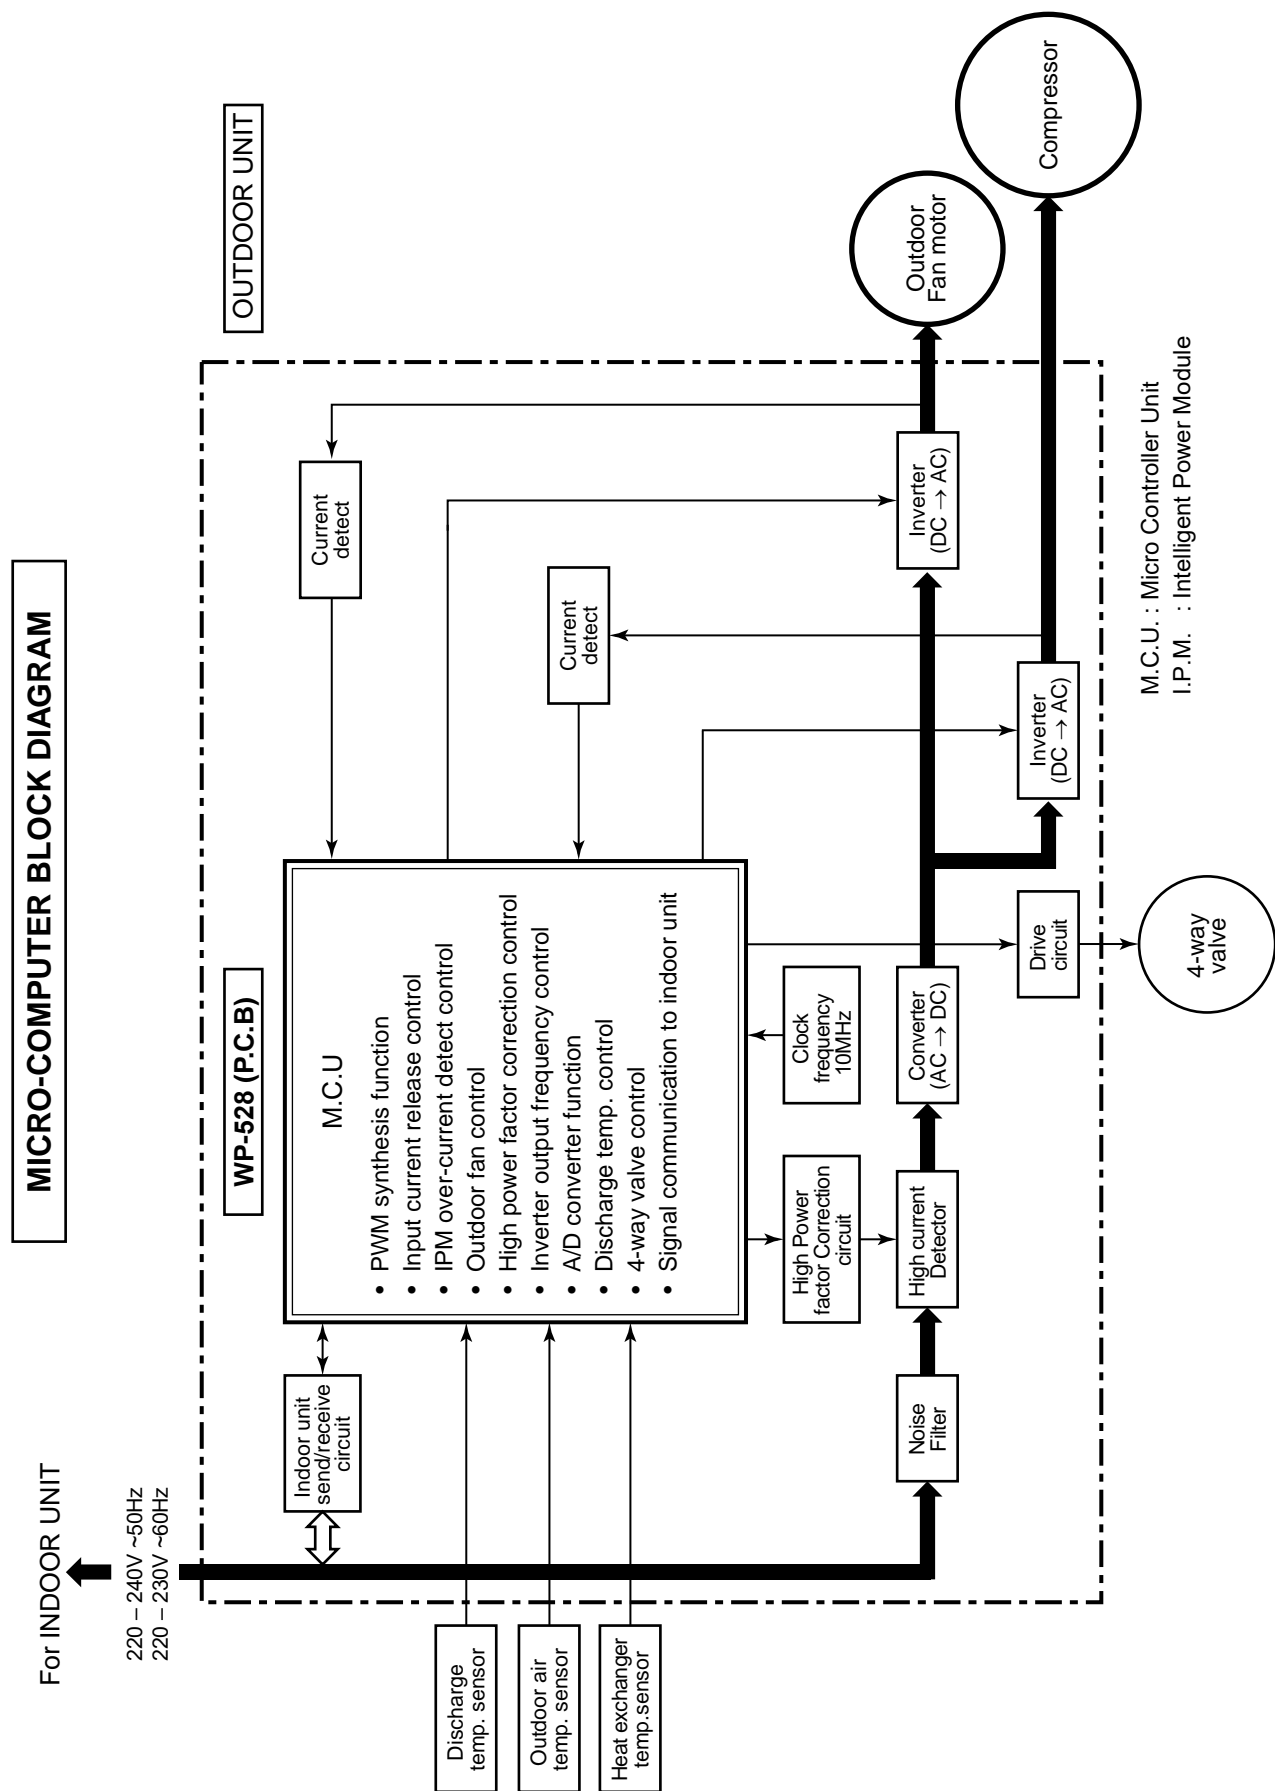 MICRO-COMPUTER BLOCK DIAGRAM
For INDOOR UNIT
220 – 240V ~50Hz
220 – 230V ~60Hz
WP-528 (P.C.B)
OUTDOOR UNIT
Discharge
temp. sensor
Outdoor air
temp. sensor
Heat exchanger
temp.sensor
Indoor unit
send/receive
circuit
M.C.U
• PWM synthesis function
• Input current release control
• IPM over-current detect control
• Outdoor fan control
• High power factor correction control
• Inverter output frequency control
• A/D converter function
• Discharge temp. control
• 4-way valve control
• Signal communication to indoor unit
Current
detect
Current
detect
High Power
factor Correction
circuit
Clock
frequency
10MHz
Noise
Filter
High current
Detector
Converter
(AC → DC)
Inverter
(DC → AC)
Outdoor
Fan motor
Drive
circuit
Inverter
(DC → AC)
Compressor
4-way
valve
M.C.U. : Micro Controller Unit
I.P.M. : Intelligent Power Module